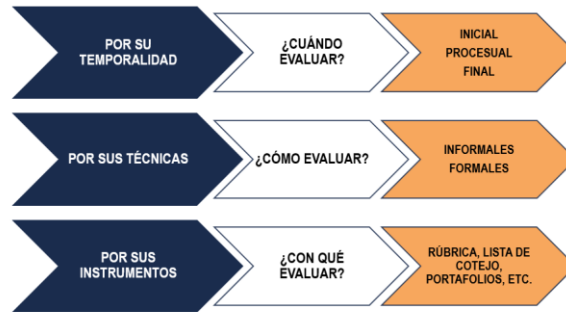 POR SU
TEMPORALIDAD
¿CUÁNDO
EVALUAR?
INICIAL
PROCESUAL
FINAL
POR SUS TÉCNICAS
¿CÓMO EVALUAR?
INFORMALES
FORMALES
POR SUS
INSTRUMENTOS
¿CON QUÉ
EVALUAR?
RÚBRICA, LISTA DE
COTEJO,
PORTAFOLIOS, ETC.